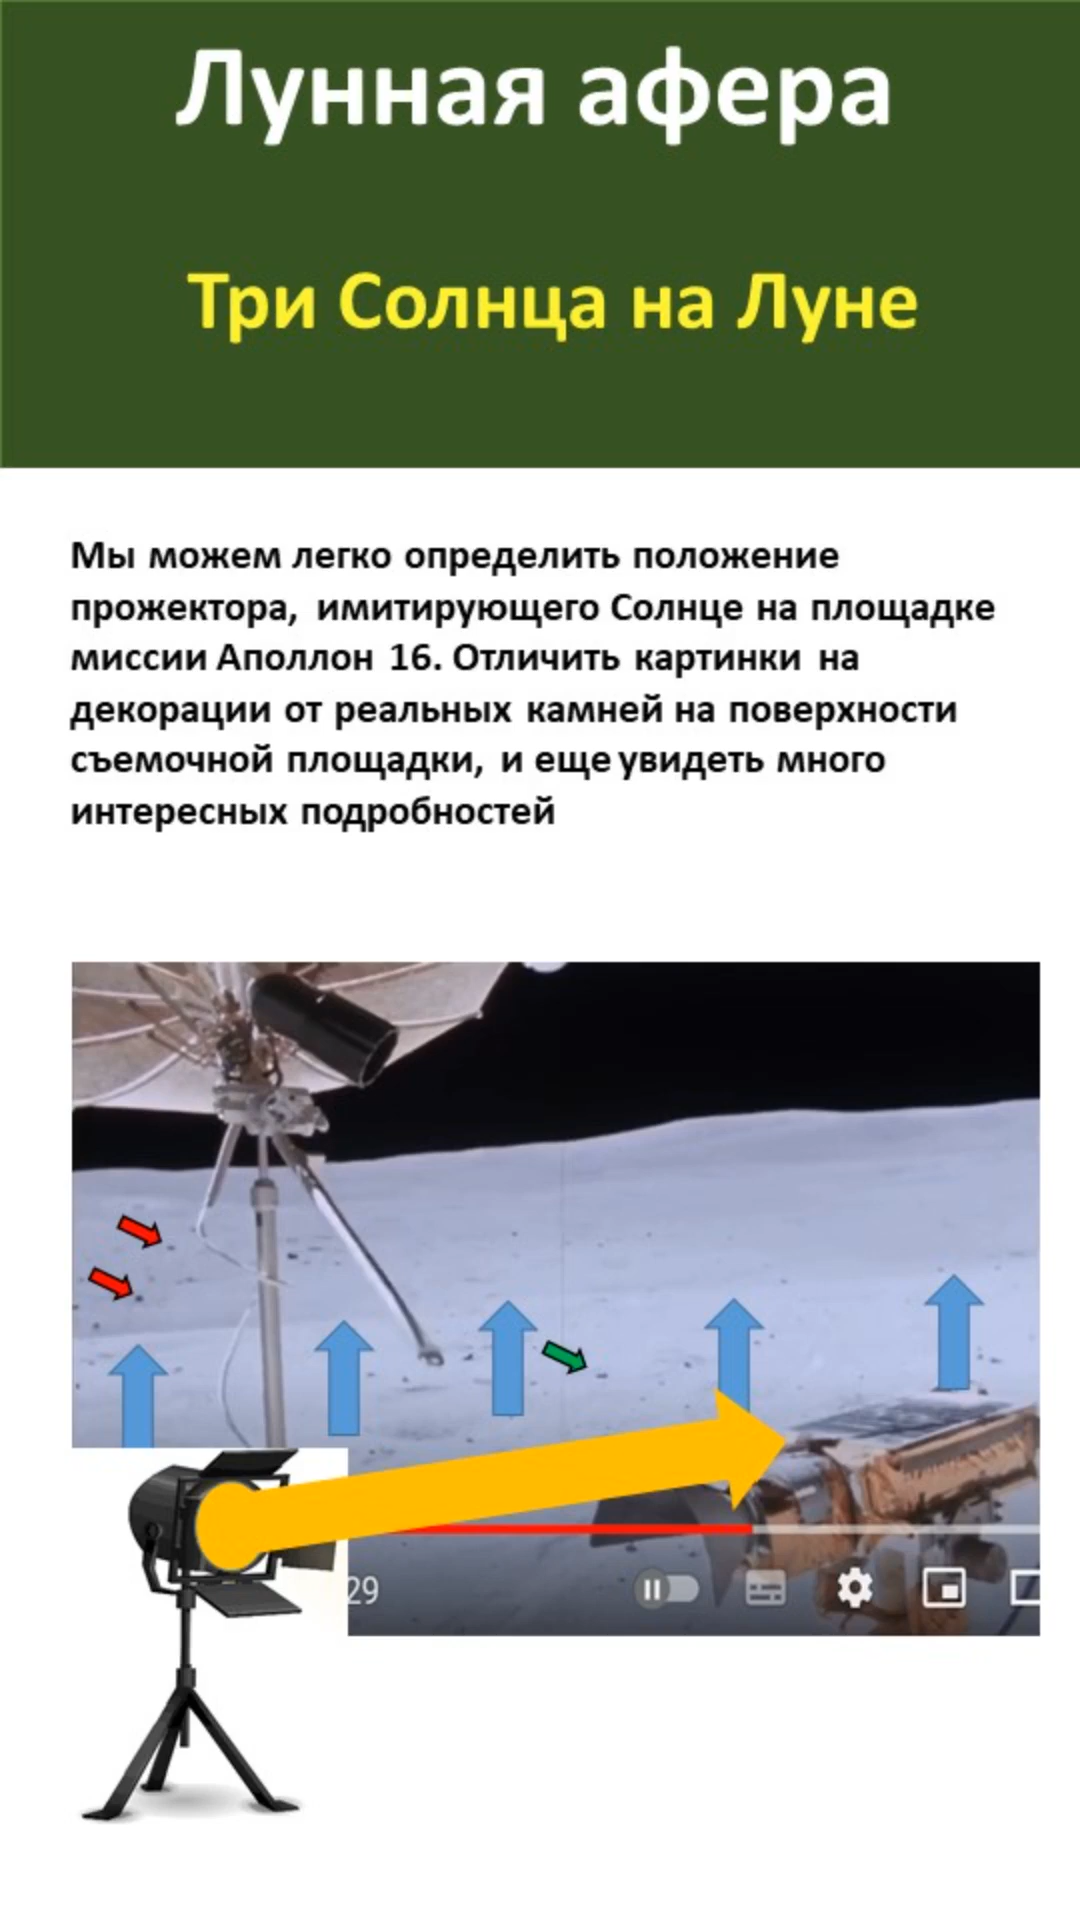 Лунная афера
Три Солнца на Луне
Мы можем легко определить положение
прожектора, имитирующего Солнце на площадке
миссии Аполлон 16. Отличить картинки на
декорации от реальных камней на поверхности
съемочной площадки, и еще увидеть много
интересных подробностей
29